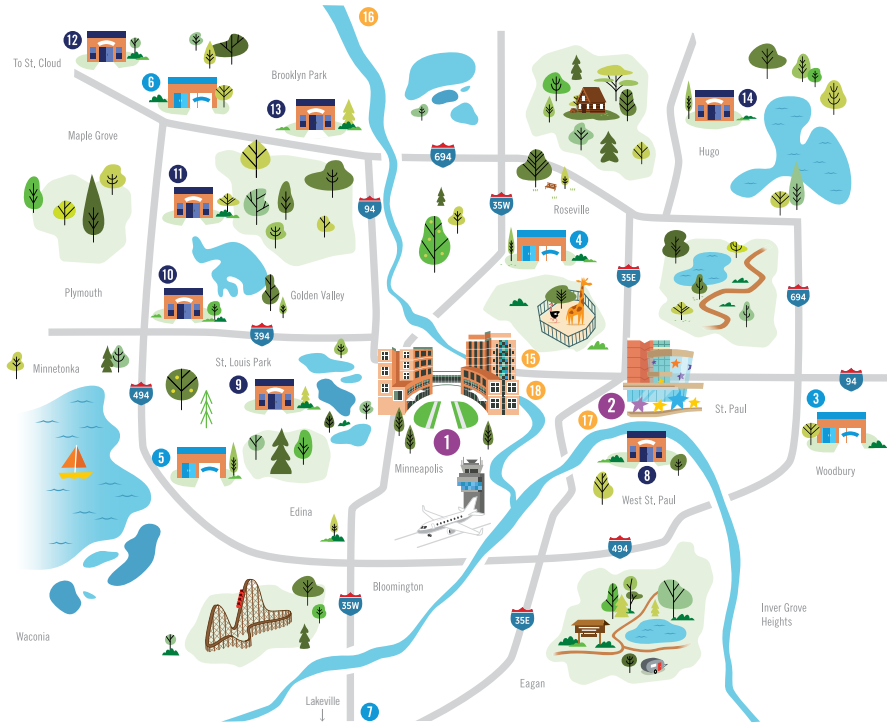 16
12
To St. Cloud
6
Brooklyn Park
13
14
Maple Grove
694
Hugo
11
94
35W
Roseville
4
35E
Plymouth
10
Golden Valley
694
394
Minnetonka
St. Louis Park
15
494
9
18
2
94
St. Paul
3
17
1
5
Minneapolis
8
Woodbury
West St. Paul
Edina
494
Bloomington
35W
35E
Inver Grove
Heights
Waconia
Eagan
Lakeville
7